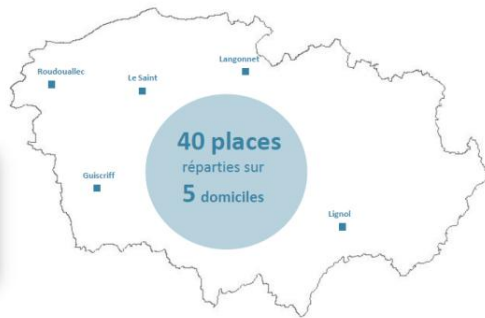 Langonnet
Roudouallec
Le Saint
40 places
réparties sur
5 domiciles
Guiscriff
Lignol